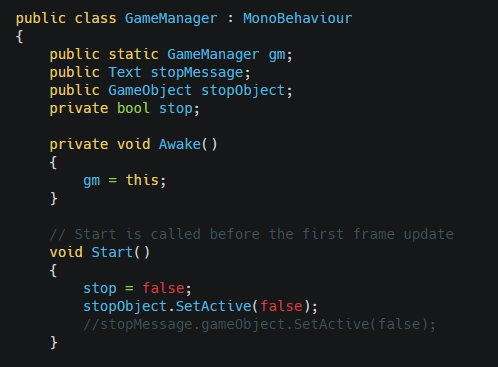 public class GameManager : MonoBehaviour
{
    public static GameManager gm;
    public Text stopMessage;
    public GameObject stopObject;
    private bool stop;

    private void Awake()
    {
        gm = this;
    }

    // Start is called before the first frame update
    void Start()
    {
        stop = false;
        stopObject.SetActive(false);
        //stopMessage.gameObject.SetActive(false);
    }